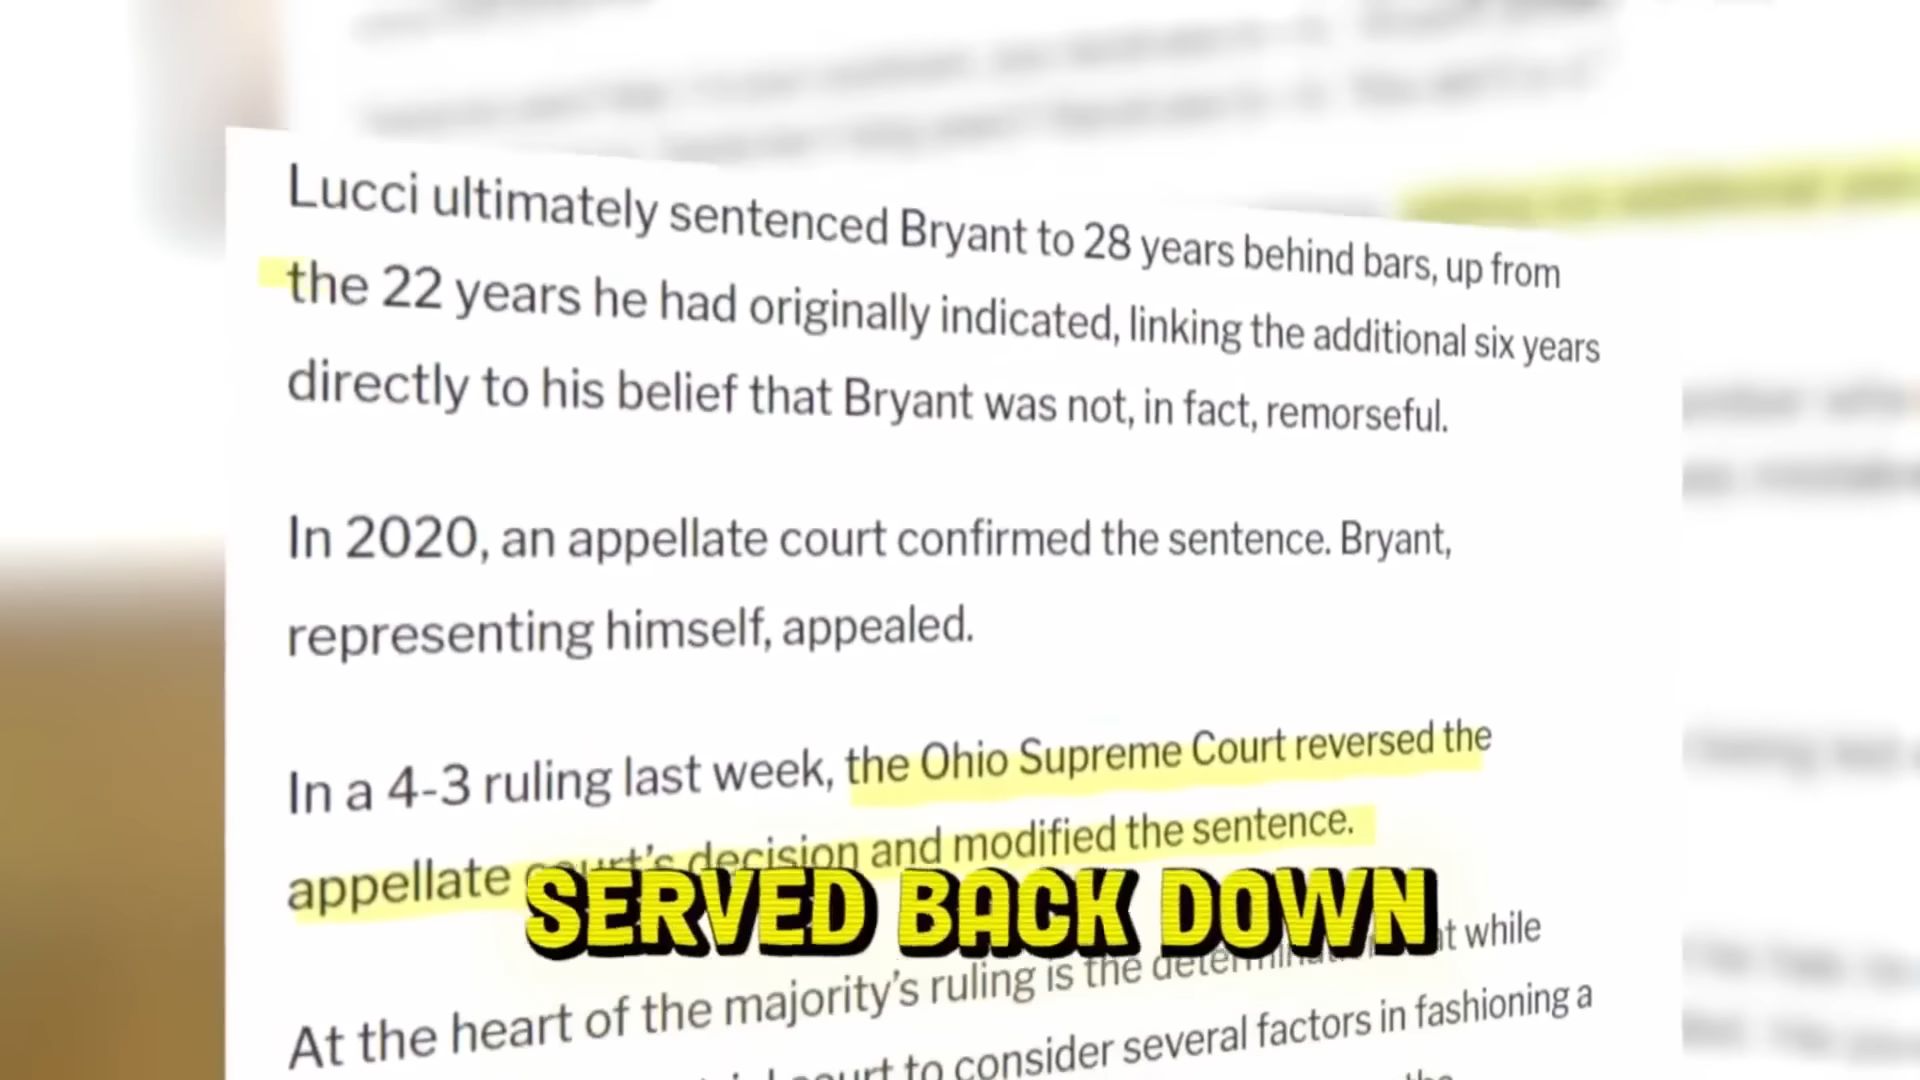 Lucci ultimately sentenced Bryant to 28 years behind bars, up from
the 22 years he had originally indicated, linking the additional six years
directly to his belief that Bryant was not, in fact, remorseful.
In 2020, an appellate court confirmed the sentence. Bryant,
representing himself, appealed.
In a 4-3 ruling last week, the Ohio Supreme Court reversed the
appellate court's decision and modified the sentence.
SERVED BACK DOWN
At the heart of the majority's ruling is the while
court to consider several factors in fashioning a
the